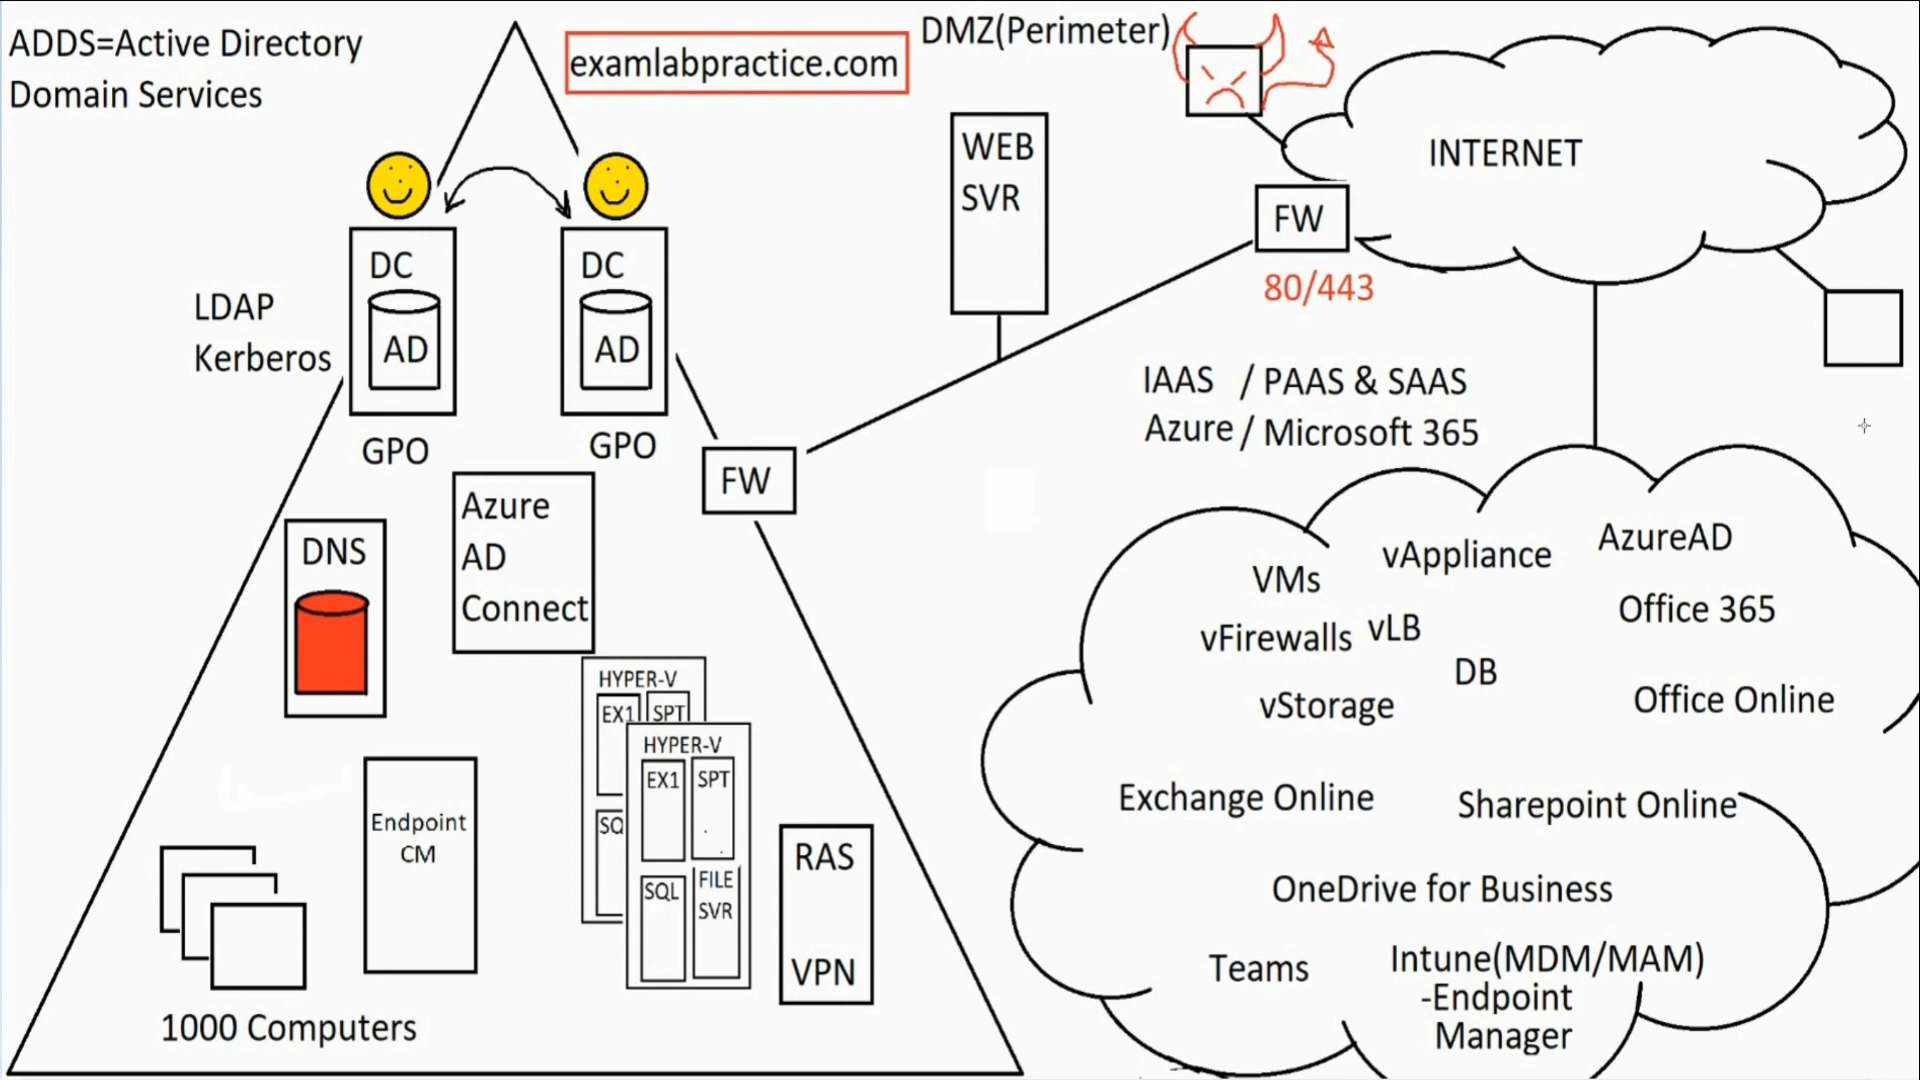 ADDS=Active Directory
Domain Services
examlabpractice.com
DMZ(Perimeter)
INTERNET
WEB
SVR
FW
80/443
DC
AD
GPO
DC
AD
GPO
LDAP
Kerberos
FW
IAAS / PAAS & SAAS
Azure / Microsoft 365
DNS
Azure
AD
Connect
HYPER-V
EX1 SPT
SQ
HYPER-V
EX1 SPT
SQL
FILE
SVR
Endpoint
CM
RAS
VPN
1000 Computers
VMs
vAppliance
AzureAD
vFirewalls
vLB
Office 365
DB
vStorage
Office Online
Exchange Online
Sharepoint Online
OneDrive for Business
Teams
Intune(MDM/MAM)
-Endpoint
Manager